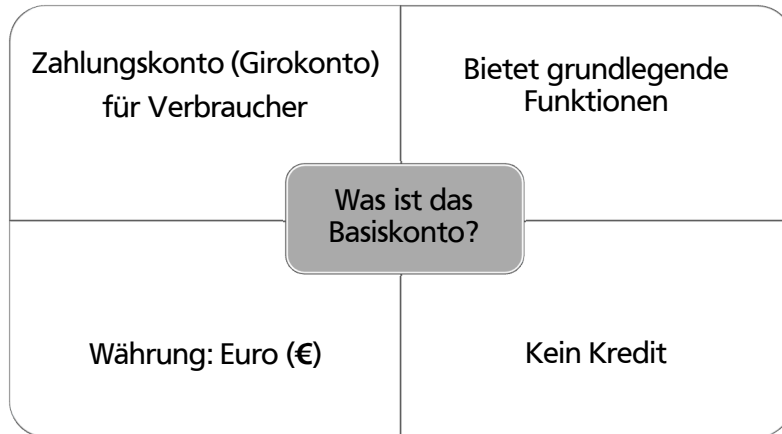 Zahlungskonto (Girokonto)
für Verbraucher
Bietet grundlegende
Funktionen
Was ist das
Basiskonto?
Währung: Euro (€)
Kein Kredit